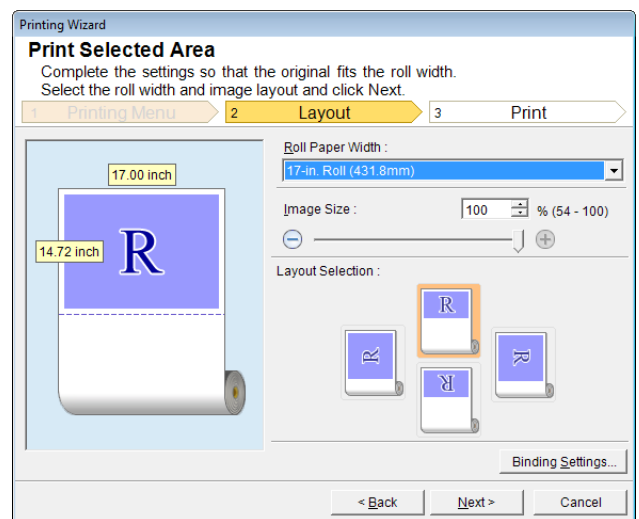 Printing Wizard
Print Selected Area
Complete the settings so that the original fits the roll width.
Select the roll width and image layout and click Next.
1 Printing Menu 2 Layout 3 Print
Roll Paper Width :
17-in. Roll (431.8mm)
17.00 inch
Image Size : 100 % (54 - 100)
R
14.72 inch
Layout Selection :
R
R R
R
Binding Settings...
< Back Next > Cancel